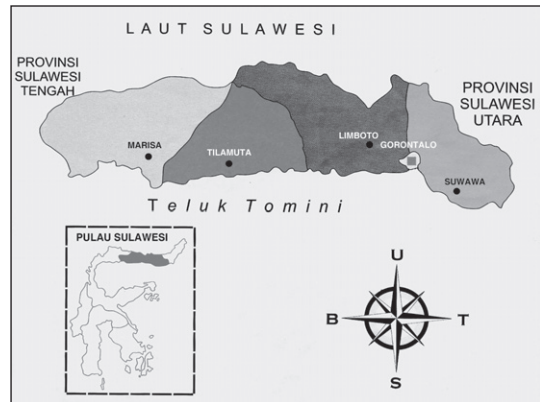 LAUT SULAWESI
PROVINSI
SULAWESI
TENGAH
PROVINSI
SULAWESI
UTARA
MARISA
TILAMUTA
LIMBOTO
GORONTALO
SUWAWA
Teluk Tomini
PULAU SULAWESI
U
B
T
S